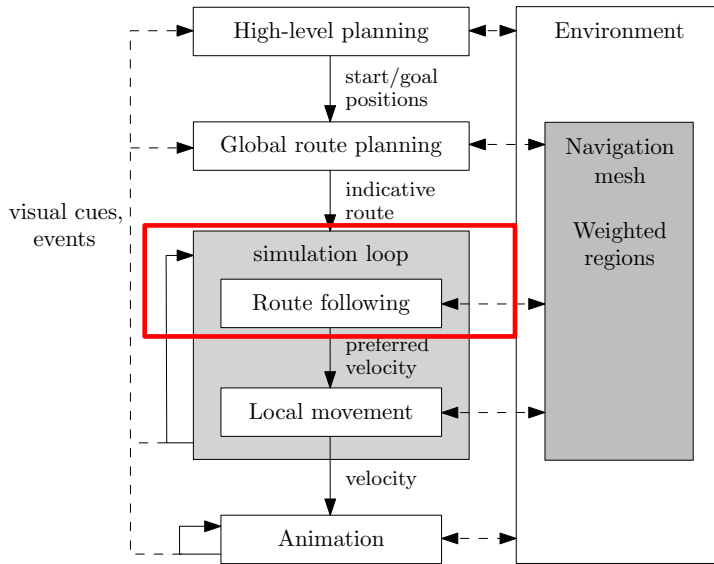 High-level planning
Environment
start/goal
positions
Global route planning
Navigation
mesh
indicative
route
visual cues,
events
Weighted
regions
simulation loop
Route following
preferred
velocity
Local movement
velocity
Animation